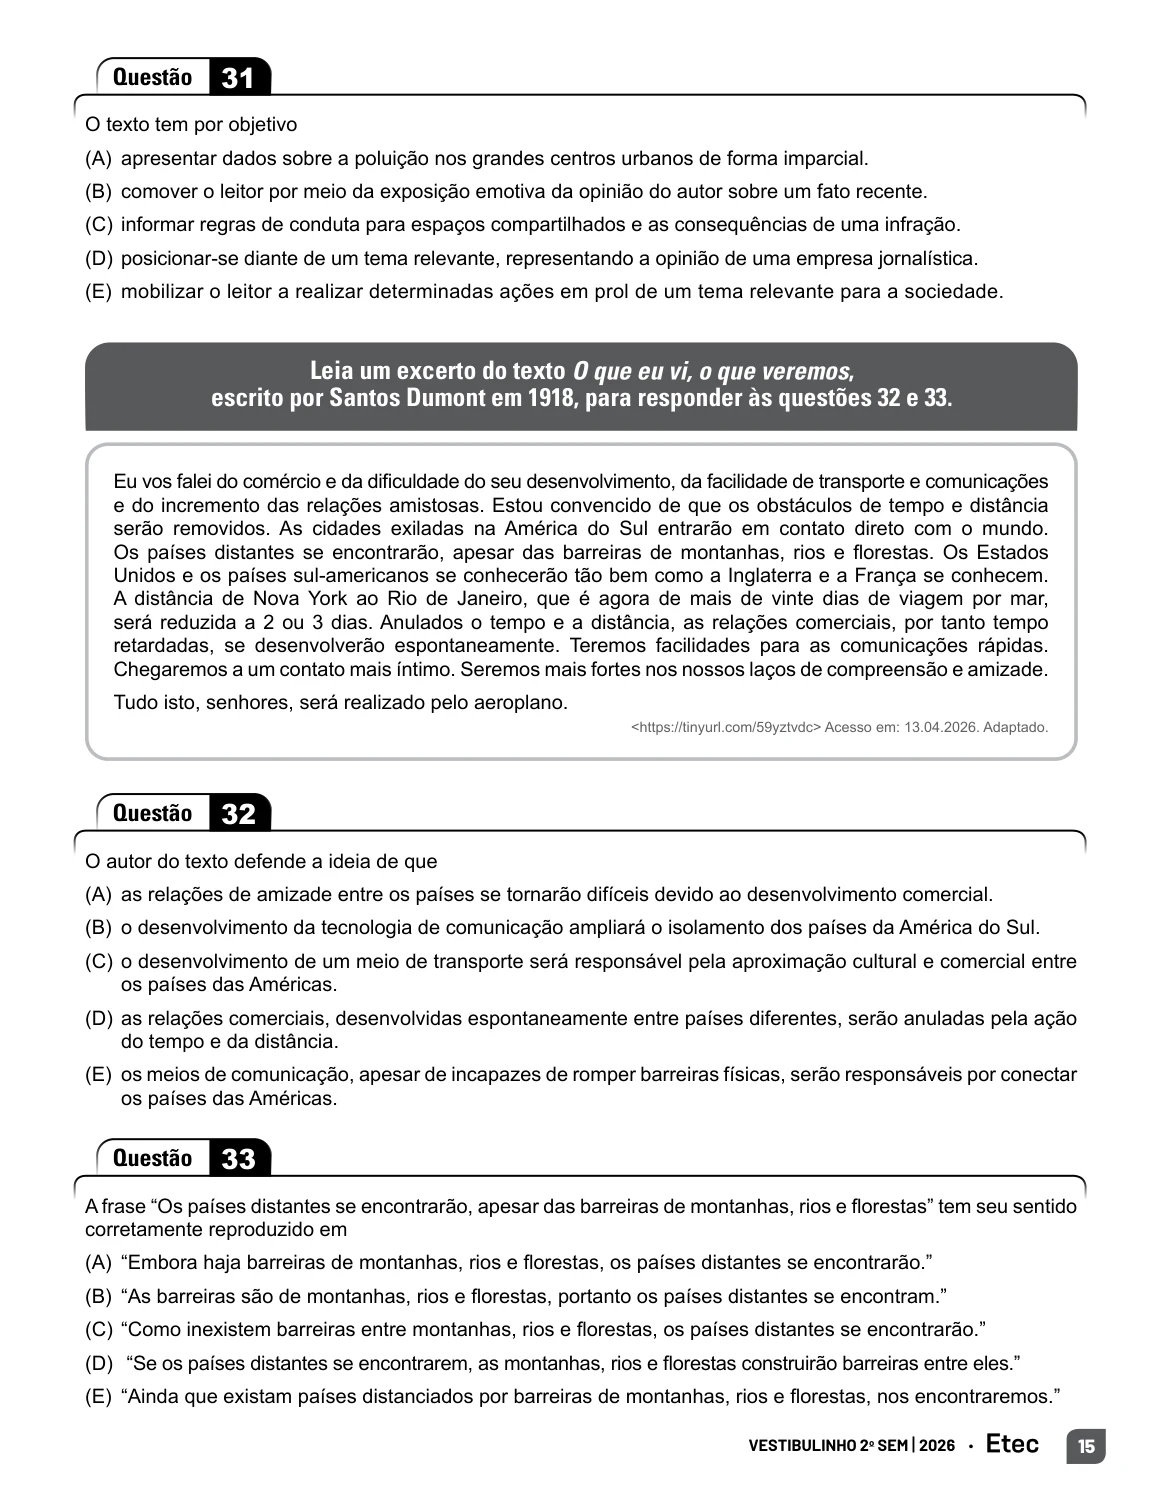 Questão 31
O texto tem por objetivo
(A) apresentar dados sobre a poluição nos grandes centros urbanos de forma imparcial.
(B) comover o leitor por meio da exposição emotiva da opinião do autor sobre um fato recente.
(C) informar regras de conduta para espaços compartilhados e as consequências de uma infração.
(D) posicionar-se diante de um tema relevante, representando a opinião de uma empresa jornalística.
(E) mobilizar o leitor a realizar determinadas ações em prol de um tema relevante para a sociedade.
Leia um excerto do texto O que eu vi, o que veremos,
escrito por Santos Dumont em 1918, para responder às questões 32 e 33.
Eu vos falei do comércio e da dificuldade do seu desenvolvimento, da facilidade de transporte e comunicações
e do incremento das relações amistosas. Estou convencido de que os obstáculos de tempo e distância
serão removidos. As cidades exiladas na América do Sul entrarão em contato direto com o mundo.
Os países distantes se encontrarão, apesar das barreiras de montanhas, rios e florestas. Os Estados
Unidos e os países sul-americanos se conhecerão tão bem como a Inglaterra e a França se conhecem.
A distância de Nova York ao Rio de Janeiro, que é agora de mais de vinte dias de viagem por mar,
será reduzida a 2 ou 3 dias. Anulados o tempo e a distância, as relações comerciais, por tanto tempo
retardadas, se desenvolverão espontaneamente. Teremos facilidades para as comunicações rápidas.
Chegaremos a um contato mais íntimo. Seremos mais fortes nos nossos laços de compreensão e amizade.
Tudo isto, senhores, será realizado pelo aeroplano.
<https://tinyurl.com/59yztvdc> Acesso em: 13.04.2026. Adaptado.
Questão 32
O autor do texto defende a ideia de que
(A) as relações de amizade entre os países se tornarão difíceis devido ao desenvolvimento comercial.
(B) o desenvolvimento da tecnologia de comunicação ampliará o isolamento dos países da América do Sul.
(C) o desenvolvimento de um meio de transporte será responsável pela aproximação cultural e comercial entre
os países das Américas.
(D) as relações comerciais, desenvolvidas espontaneamente entre países diferentes, serão anuladas pela ação
do tempo e da distância.
(E) os meios de comunicação, apesar de incapazes de romper barreiras físicas, serão responsáveis por conectar
os países das Américas.
Questão 33
A frase “Os países distantes se encontrarão, apesar das barreiras de montanhas, rios e florestas” tem seu sentido
corretamente reproduzido em
(A) “Embora haja barreiras de montanhas, rios e florestas, os países distantes se encontrarão.”
(B) “As barreiras são de montanhas, rios e florestas, portanto os países distantes se encontram.”
(C) “Como inexistem barreiras entre montanhas, rios e florestas, os países distantes se encontrarão.”
(D) “Se os países distantes se encontrarem, as montanhas, rios e florestas construirão barreiras entre eles.”
(E) “Ainda que existam países distanciados por barreiras de montanhas, rios e florestas, nos encontraremos.”
VESTIBULINHO 2º SEM | 2026 • Etec 15